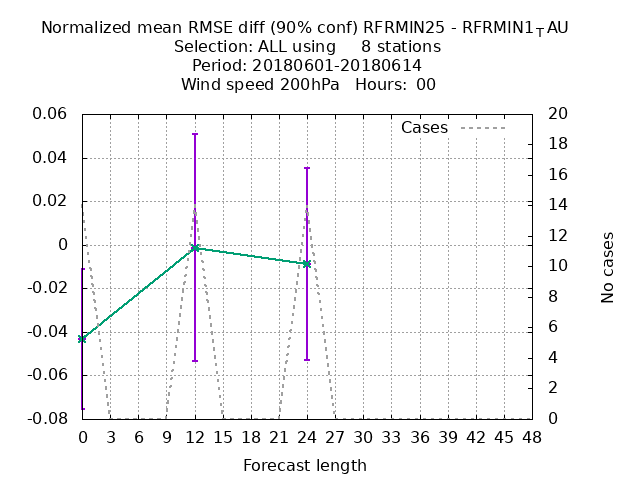 Normalized mean RMSE diff (90% conf) RFRMIN25 - RFRMIN1TAU
Selection: ALL using     8 stations
Period: 20180601-20180614
Wind speed 200hPa   Hours:  00
0.06
0.04
0.02
0
-0.02
-0.04
-0.06
-0.08
Cases
20
18
16
14
12
10
8
6
4
2
0
No cases
0 3 6 9 12 15 18 21 24 27 30 33 36 39 42 45 48
Forecast length